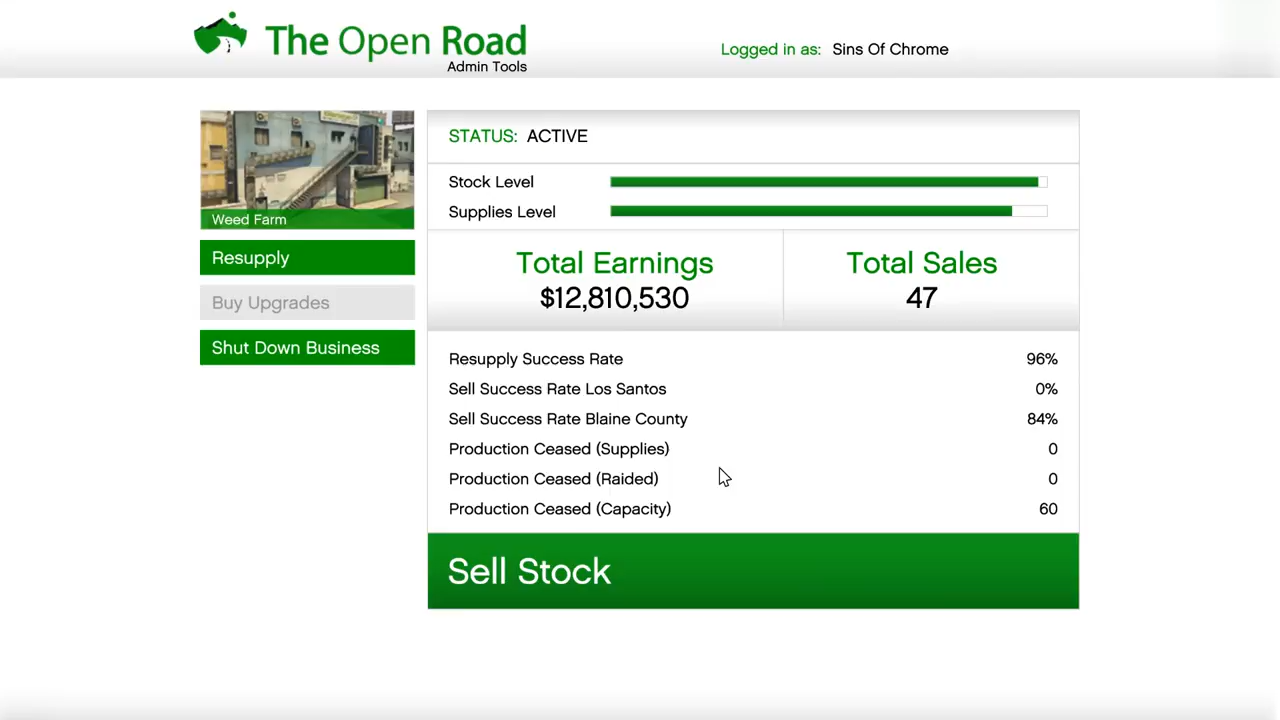 The Open Road
Admin Tools
Logged in as: Sins Of Chrome
Weed Farm
Resupply
Buy Upgrades
Shut Down Business
STATUS: ACTIVE
Stock Level
Supplies Level
Total Earnings
$12,810,530
Total Sales
47
Resupply Success Rate 96%
Sell Success Rate Los Santos 0%
Sell Success Rate Blaine County 84%
Production Ceased (Supplies) 0
Production Ceased (Raided) 0
Production Ceased (Capacity) 60
Sell Stock